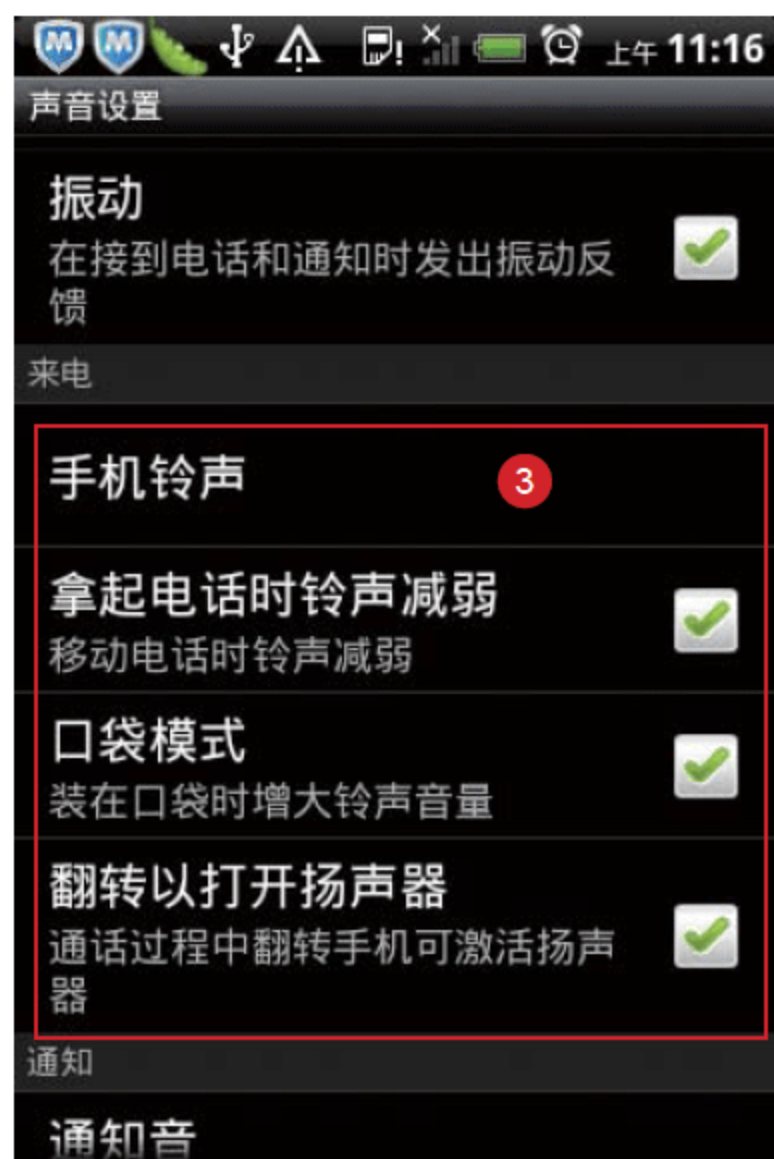 上午 11:16
声音设置
振动
在接到电话和通知时发出振动反
馈
来电
手机铃声 3
拿起电话时铃声减弱
移动电话时铃声减弱
口袋模式
装在口袋时增大铃声音量
翻转以打开扬声器
通话过程中翻转手机可激活扬声
器
通知
通知音